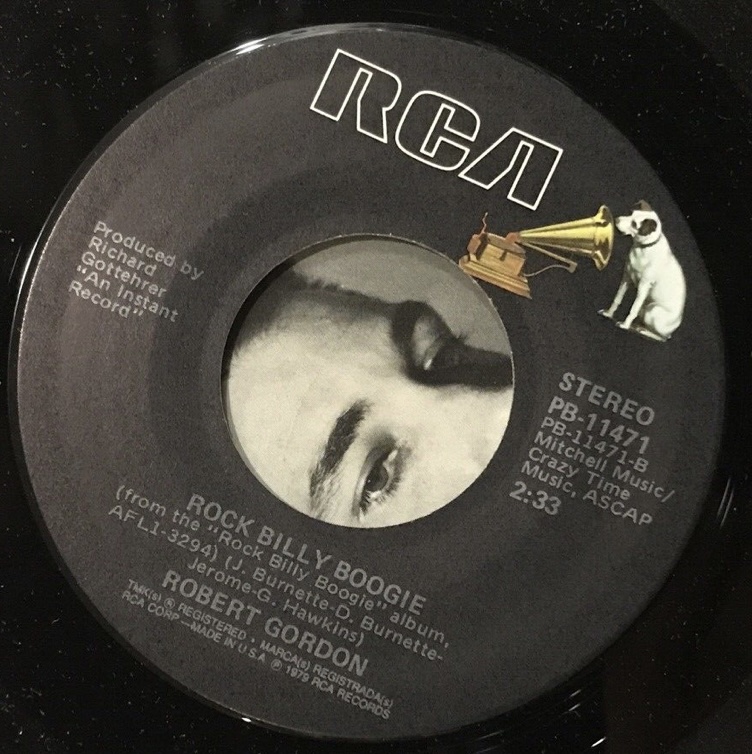 RCA
Produced by
Richard
Gottehrer
"An Instant
Record"
STEREO
PB-11471
PB-11471-B
Mitchell Music/
Crazy Time
Music, ASCAP
2:33
ROCK BILLY BOOGIE
(from the "Rock Billy Boogie" album,
AFL1-3294) (J. Burnette-D. Burnette-
Jerome-G. Hawkins)
ROBERT GORDON
TMK(s) ® REGISTERED • MARCA(s) REGISTRADA(s)
RCA CORP—MADE IN U.S.A ℗ 1979 RCA RECORDS